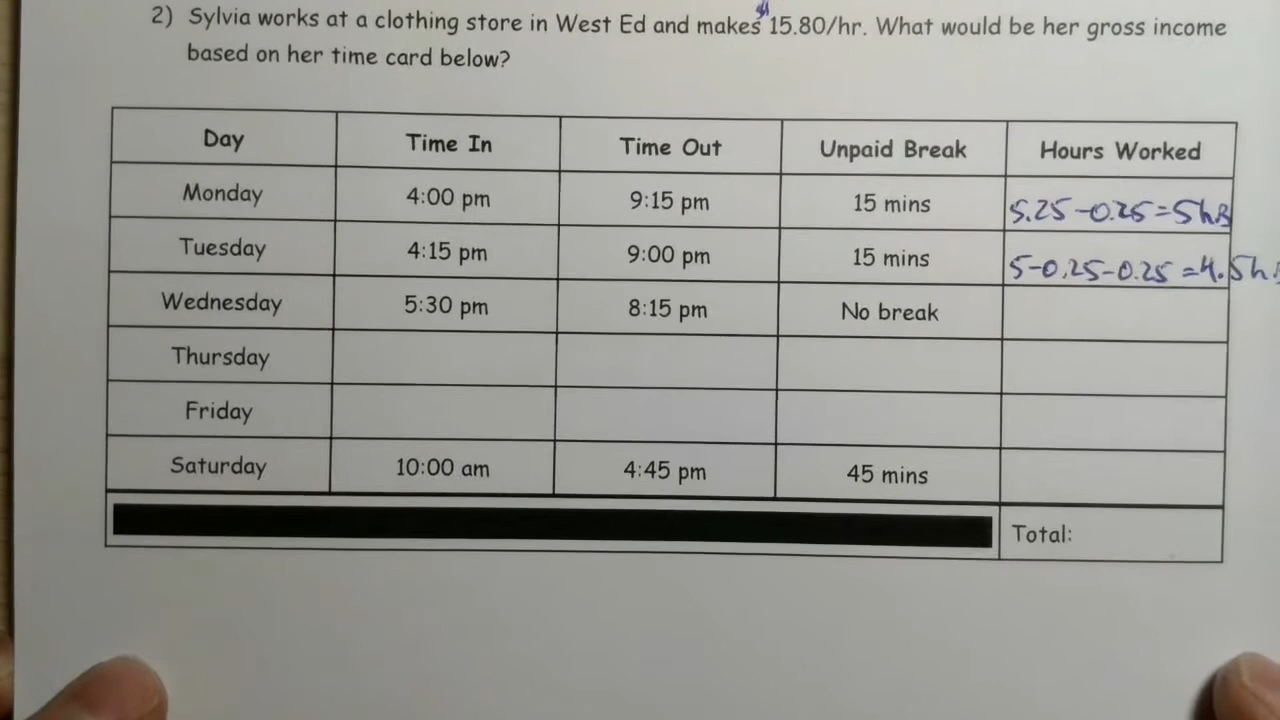 2) Sylvia works at a clothing store in West Ed and makes $15.80/hr. What would be her gross income
based on her time card below?
Day Time In Time Out Unpaid Break Hours Worked
Monday 4:00 pm 9:15 pm 15 mins 5.25-0.25=5hrs
Tuesday 4:15 pm 9:00 pm 15 mins 5-0.25-0.25=4.5h
Wednesday 5:30 pm 8:15 pm No break
Thursday
Friday
Saturday 10:00 am 4:45 pm 45 mins
Total: